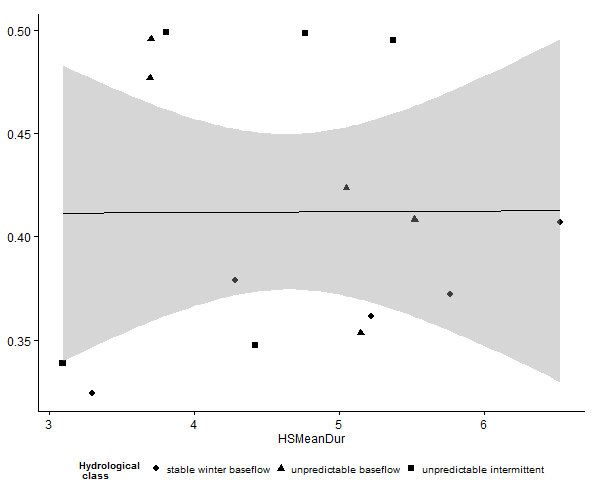 0.50
0.45
0.40
0.35
3 4 5 6
HSMeanDur
Hydrological class stable winter baseflow unpredictable baseflow unpredictable intermittent